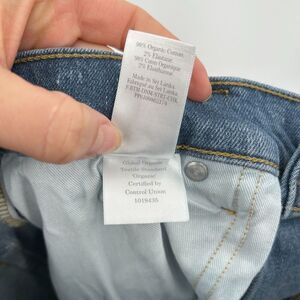 98% Organic Cotton
2% Elastane
98% Coton Organique
2% Élasthanne
Made in Sri Lanka
Fabriqué au Sri Lanka
Global Organic
Textile Standard
'Organic'
Certified by
Control Union
1019435